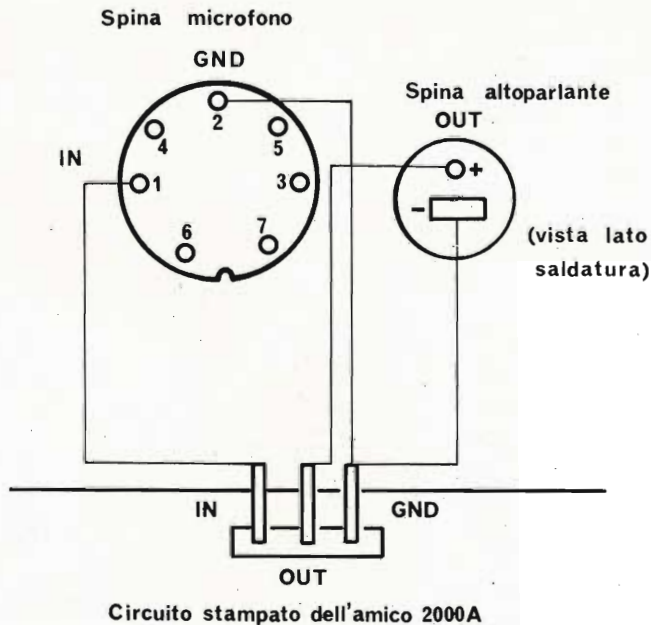 Spina microfono
GND
Spina altoparlante
OUT
2
4
5
IN
1
3
+
−
(vista lato
saldatura)
6
7
IN
GND
OUT
Circuito stampato dell'amico 2000A